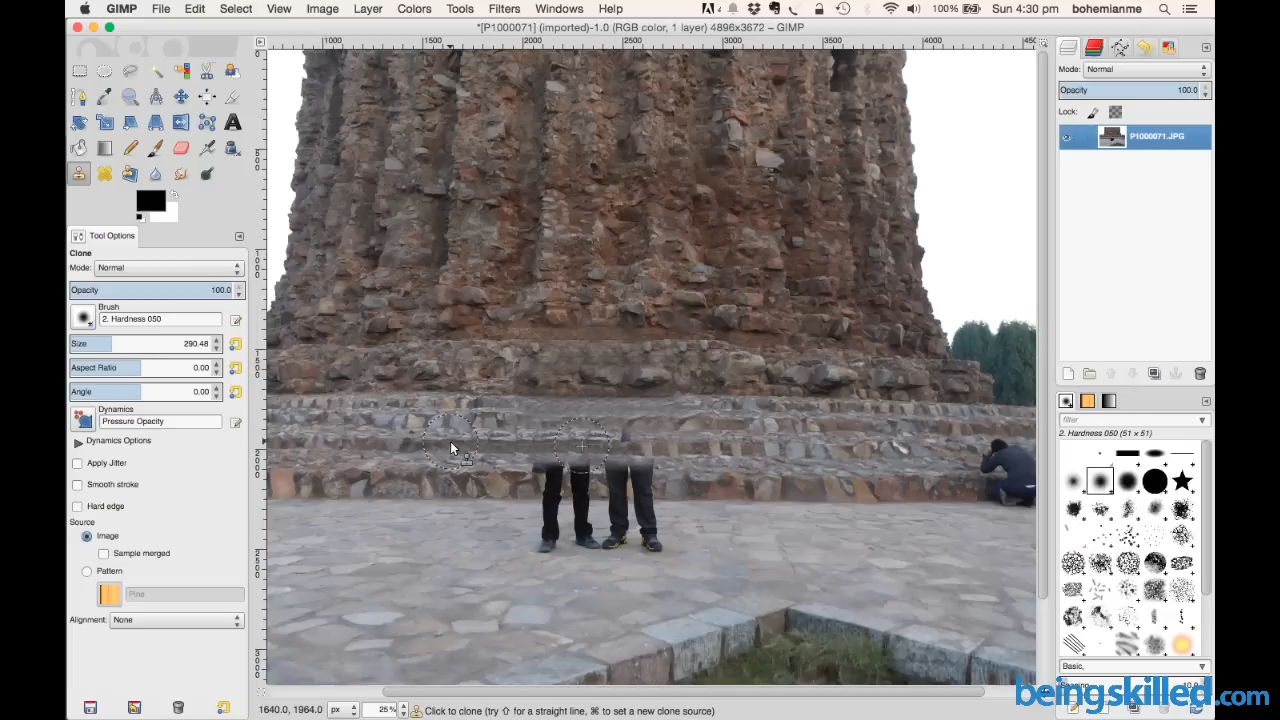 GIMP File Edit Select View Image Layer Colors Tools Filters Windows Help 4 100% Sun 4:30 pm bohemianme
*[P1000071] (imported)-1.0 (RGB color, 1 layer) 4896x3672 – GIMP
1000 1500 2000 2500 3000 3500 4000
Mode: Normal
Opacity 100.0
Lock:
P1000071.JPG
Tool Options
Clone
Mode: Normal
Opacity 100.0
Brush
2. Hardness 050
Size 290.48
Aspect Ratio 0.00
Angle 0.00
Dynamics
Pressure Opacity
Dynamics Options
Apply Jitter
Smooth stroke
Hard edge
Source
Image
Sample merged
Pattern
Pine
Alignment: None
filter
2. Hardness 050 (51 × 51)
Basic,
1640.0, 1964.0 px 25% Click to clone (try ⇧ for a straight line, ⌘ to set a new clone source)
beingskilled.com